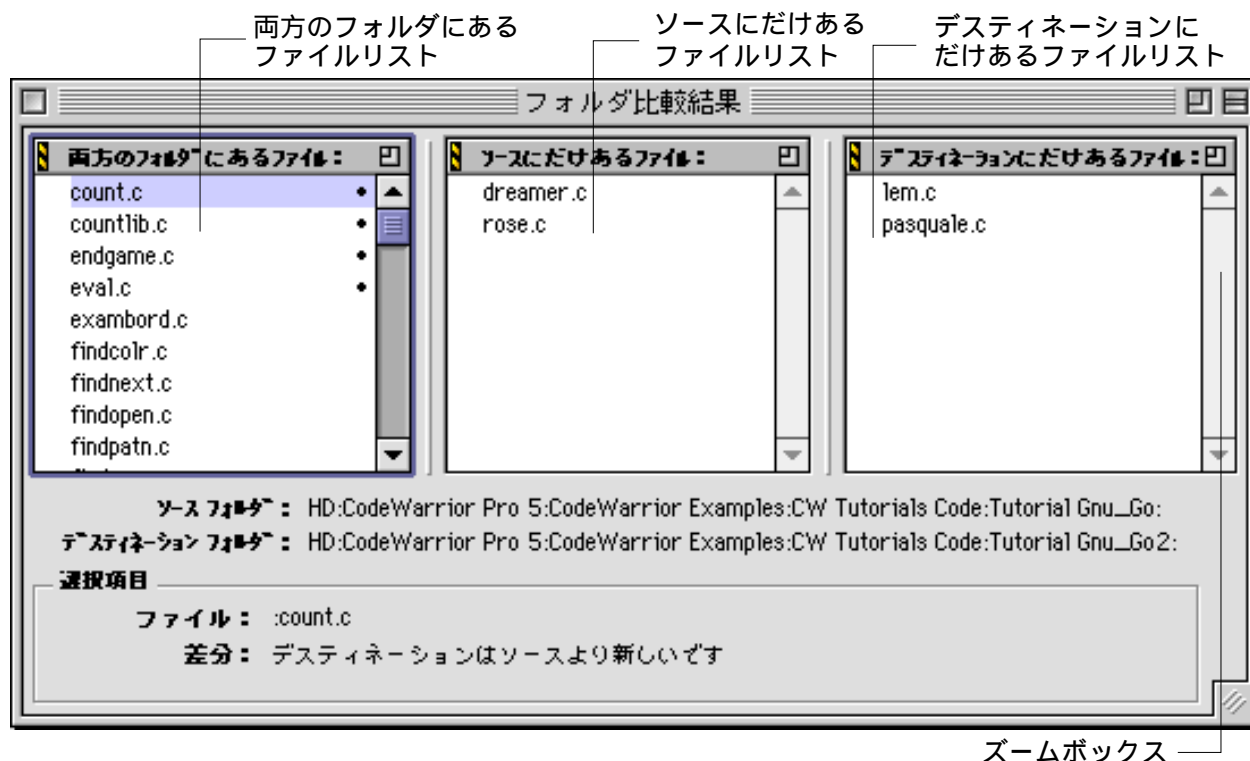 両方のフォルダにある
ファイルリスト
ソースにだけある
ファイルリスト
デスティネーションに
だけあるファイルリスト
フォルダ比較結果
両方のﾌｫﾙﾀﾞにあるﾌｧｲﾙ：
count.c •
countlib.c •
endgame.c •
eval.c •
exambord.c
findcolr.c
findnext.c
findopen.c
findpatn.c
ｿｰｽにだけあるﾌｧｲﾙ：
dreamer.c
rose.c
ﾃﾞｽﾃｨﾈｰｼｮﾝにだけあるﾌｧｲﾙ：
lem.c
pasquale.c
ｿｰｽ ﾌｫﾙﾀﾞ： HD:CodeWarrior Pro 5:CodeWarrior Examples:CW Tutorials Code:Tutorial Gnu_Go:
ﾃﾞｽﾃｨﾈｰｼｮﾝ ﾌｫﾙﾀﾞ： HD:CodeWarrior Pro 5:CodeWarrior Examples:CW Tutorials Code:Tutorial Gnu_Go2:
選択項目
ファイル： :count.c
差分： デスティネーションはソースより新しいです
ズームボックス